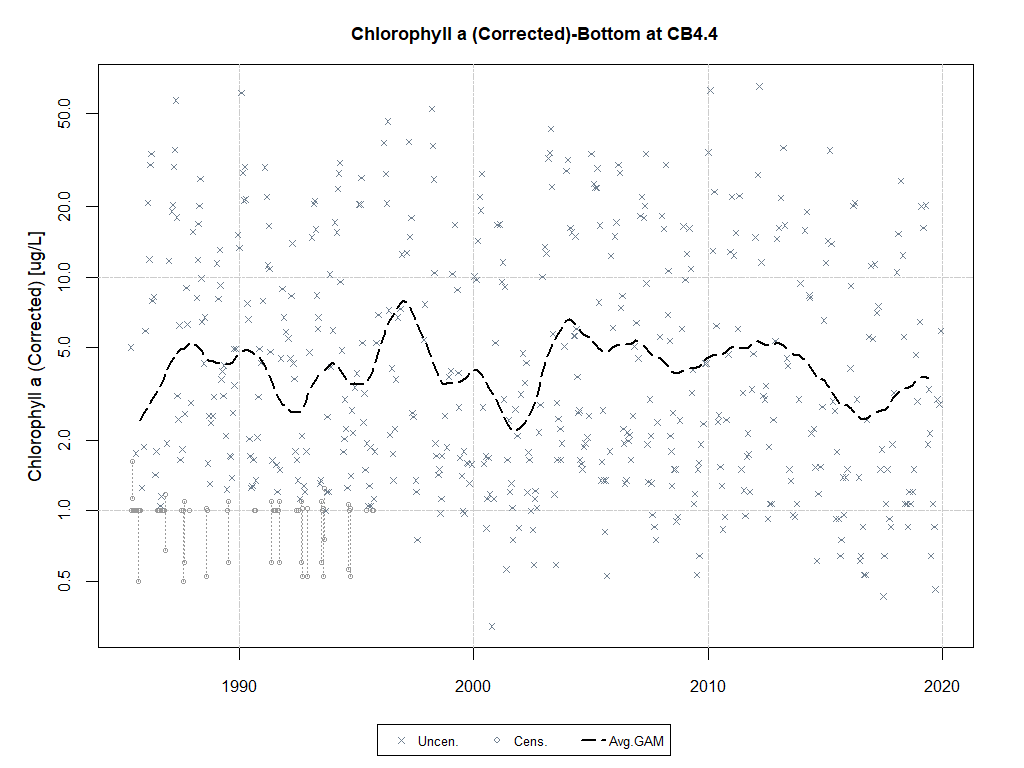 Chlorophyll a (Corrected)-Bottom at CB4.4
Chlorophyll a (Corrected) [ug/L]
50.0
20.0
10.0
5.0
2.0
1.0
0.5
1990 2000 2010 2020
Uncen. Cens. Avg.GAM